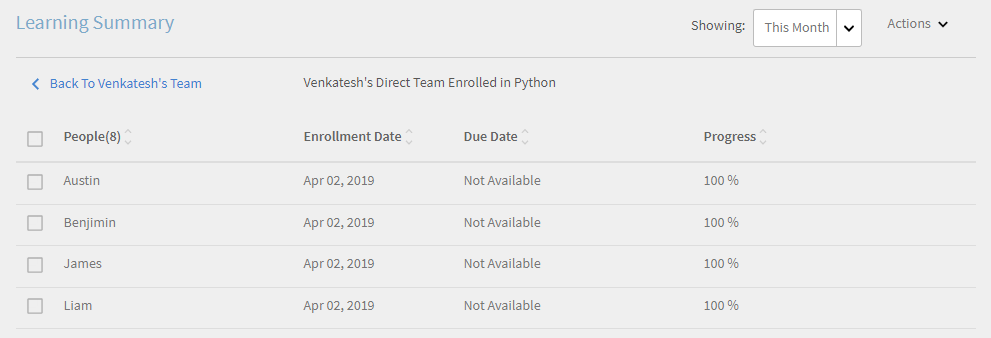 Learning Summary
Showing: This Month Actions
Back To Venkatesh's Team Venkatesh's Direct Team Enrolled in Python
People(8) Enrollment Date Due Date Progress
Austin Apr 02, 2019 Not Available 100 %
Benjimin Apr 02, 2019 Not Available 100 %
James Apr 02, 2019 Not Available 100 %
Liam Apr 02, 2019 Not Available 100 %